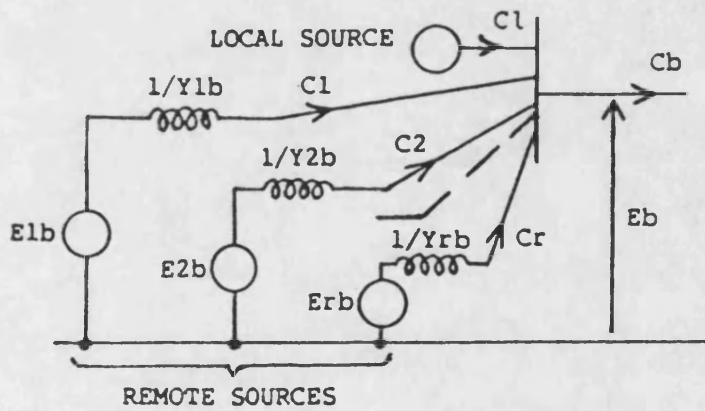 LOCAL SOURCE
Cl
Cb
1/Y1b
C1
1/Y2b
C2
E1b
E2b
1/Yrb
Cr
Erb
Eb
REMOTE SOURCES